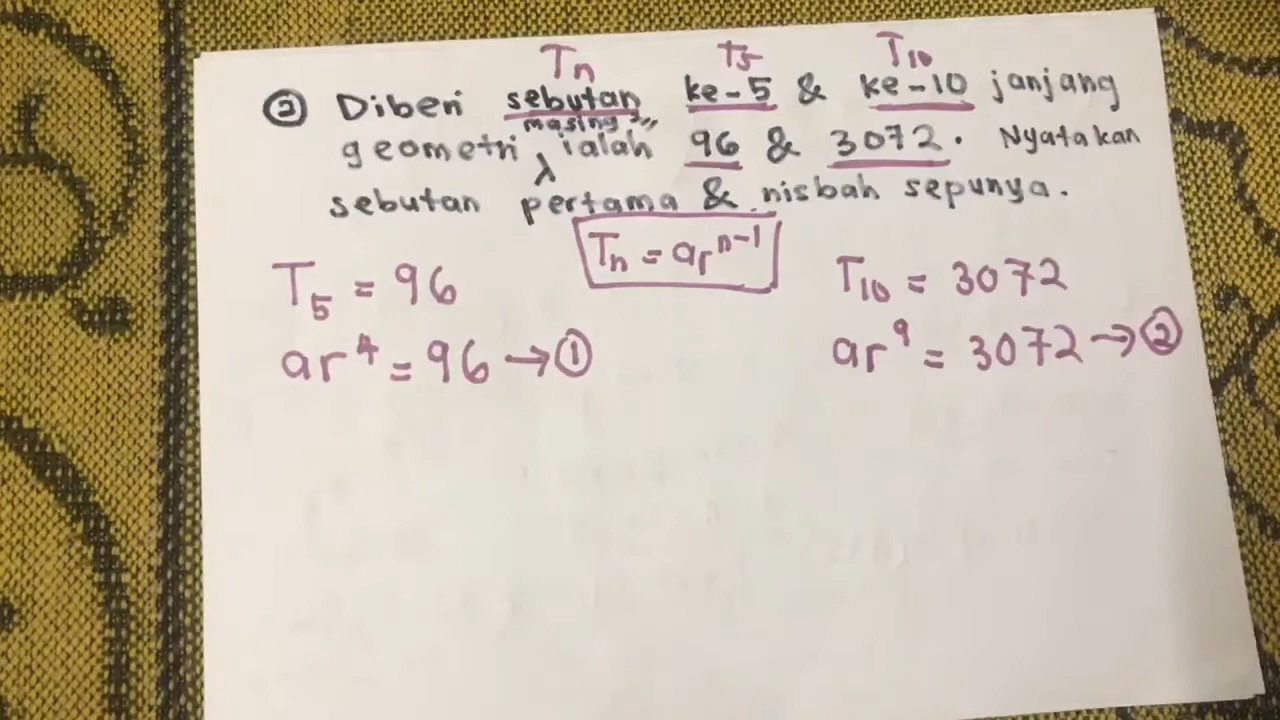 Tn T5 T10
② Diberi sebutan ke-5 & ke-10 janjang
masing²
geometri ialah 96 & 3072. Nyatakan
sebutan pertama & nisbah sepunya.
Tn = ar^n-1
T5 = 96 T10 = 3072
ar^4 = 96 → ① ar^9 = 3072 → ②